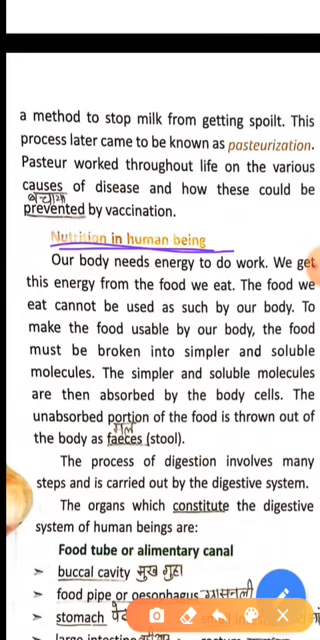 a method to stop milk from getting spoilt. This
process later came to be known as pasteurization.
Pasteur worked throughout life on the various
causes of disease and how these could be
बचाया
prevented by vaccination.
Nutrition in human being
Our body needs energy to do work. We get
this energy from the food we eat. The food we
eat cannot be used as such by our body. To
make the food usable by our body, the food
must be broken into simpler and soluble
molecules. The simpler and soluble molecules
are then absorbed by the body cells. The
unabsorbed portion of the food is thrown out of
मल
the body as faeces (stool).
The process of digestion involves many
steps and is carried out by the digestive system.
The organs which constitute the digestive
system of human beings are:
Food tube or alimentary canal
➤ buccal cavity मुख गुहा
➤ food pipe or oesophagus ग्रासनली
➤ stomach
➤ large intestine